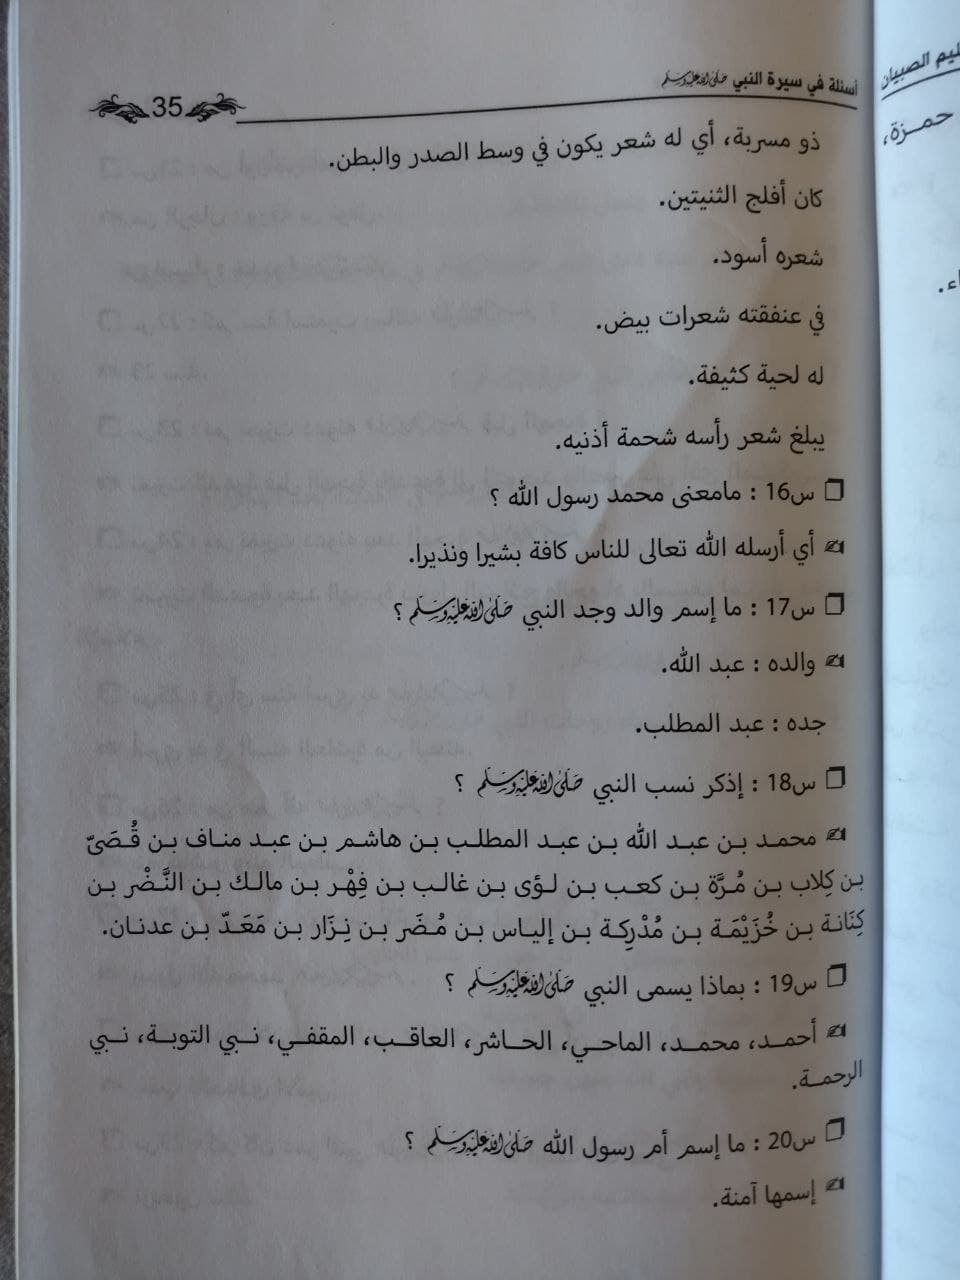 أسئلة في سيرة النبي ﷺ
35
ذو مسربة، أي له شعر يكون في وسط الصدر والبطن.
كان أفلج الثنيتين.
شعره أسود.
في عنفقته شعرات بيض.
له لحية كثيفة.
يبلغ شعر رأسه شحمة أذنيه.
❒ س16 : مامعنى محمد رسول الله ؟
✍ أي أرسله الله تعالى للناس كافة بشيرا ونذيرا.
❒ س17 : ما إسم والد وجد النبي ﷺ ؟
✍ والده : عبد الله.
جده : عبد المطلب.
❒ س18 : إذكر نسب النبي ﷺ ؟
✍ محمد بن عبد الله بن عبد المطلب بن هاشم بن عبد مناف بن قُصَيّ
بن كِلاب بن مُرَّة بن كعب بن لؤى بن غالب بن فِهْر بن مالك بن النَّضْر بن
كِنَانة بن خُزَيْمَة بن مُدْرِكة بن إلياس بن مُضَر بن نِزَار بن مَعَدّ بن عدنان.
❒ س19 : بماذا يسمى النبي ﷺ ؟
✍ أحمد، محمد، الماحي، الحاشر، العاقب، المقفي، نبي التوبة، نبي
الرحمة.
❒ س20 : ما إسم أم رسول الله ﷺ ؟
✍ إسمها آمنة.
الصبيان
حمزة،